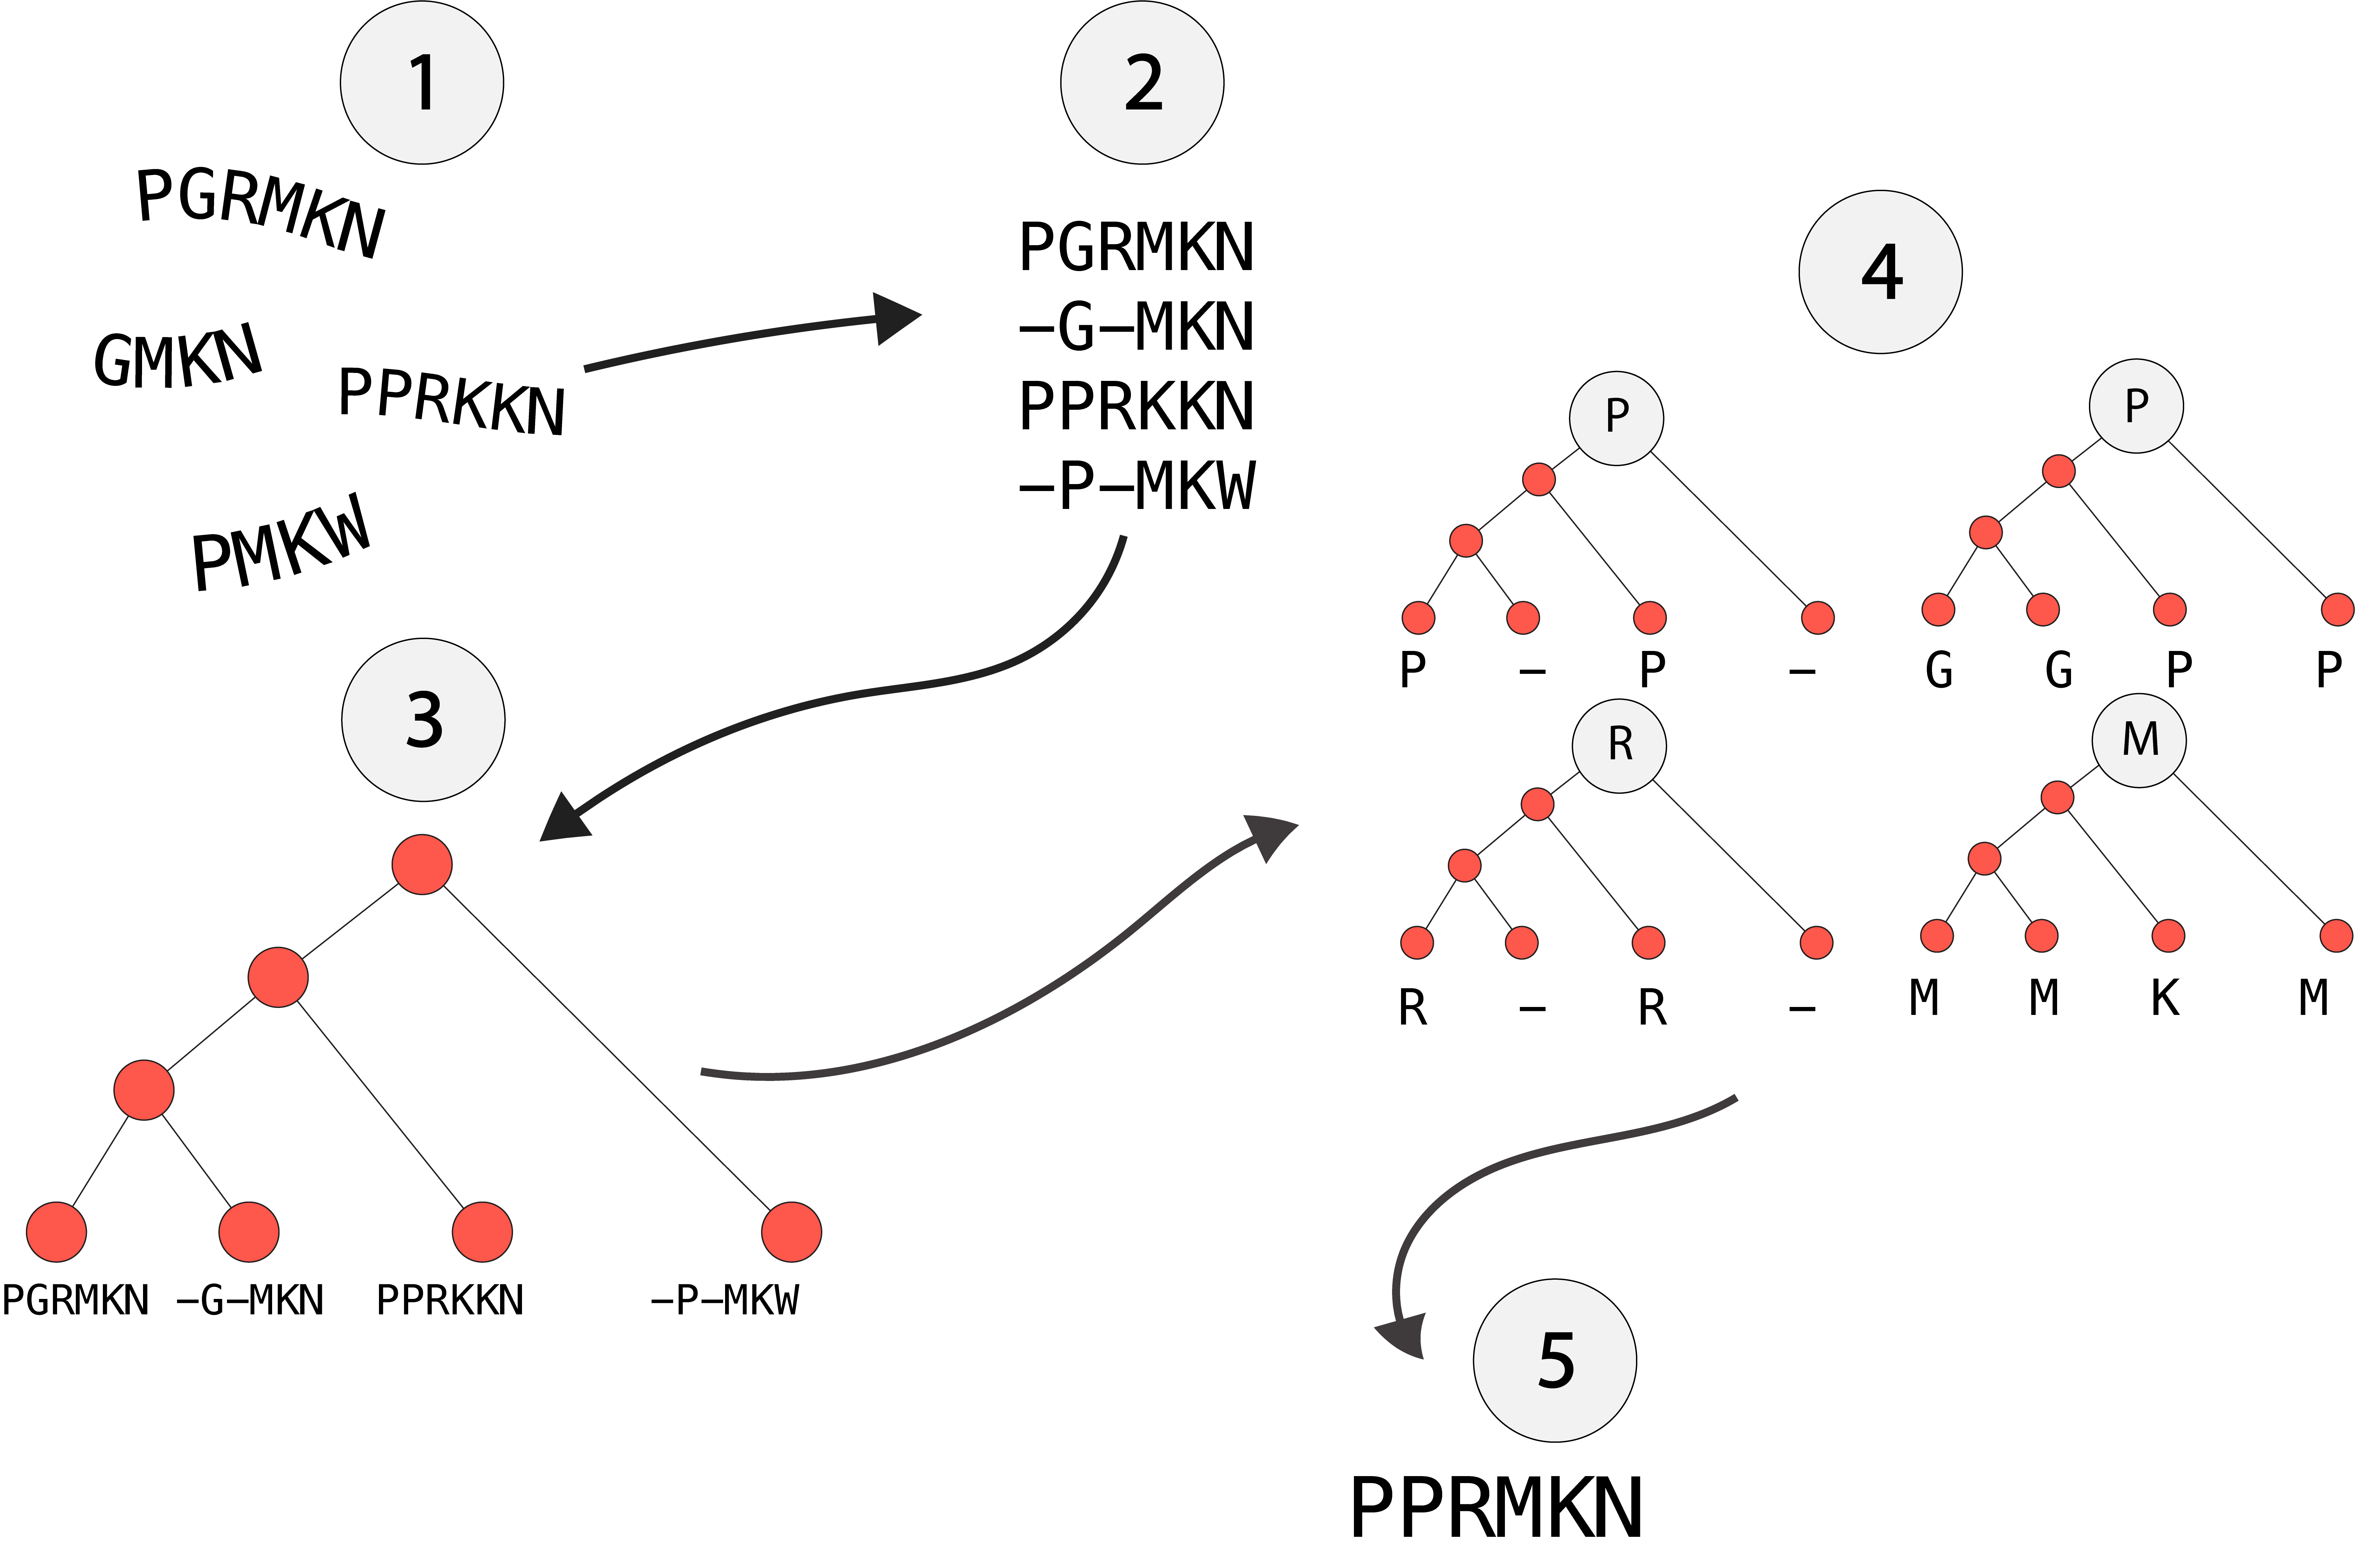 1
PGRMKN
GMKN
PPRKKN
PMKW
2
PGRMKN
–G–MKN
PPRKKN
–P–MKW
3
PGRMKN –G–MKN PPRKKN –P–MKW
4
P
P – P –
P
G G P P
R
R – R –
M
M M K M
5
PPRMKN